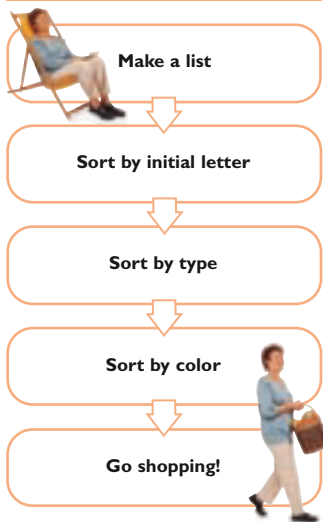 Make a list
Sort by initial letter
Sort by type
Sort by color
Go shopping!